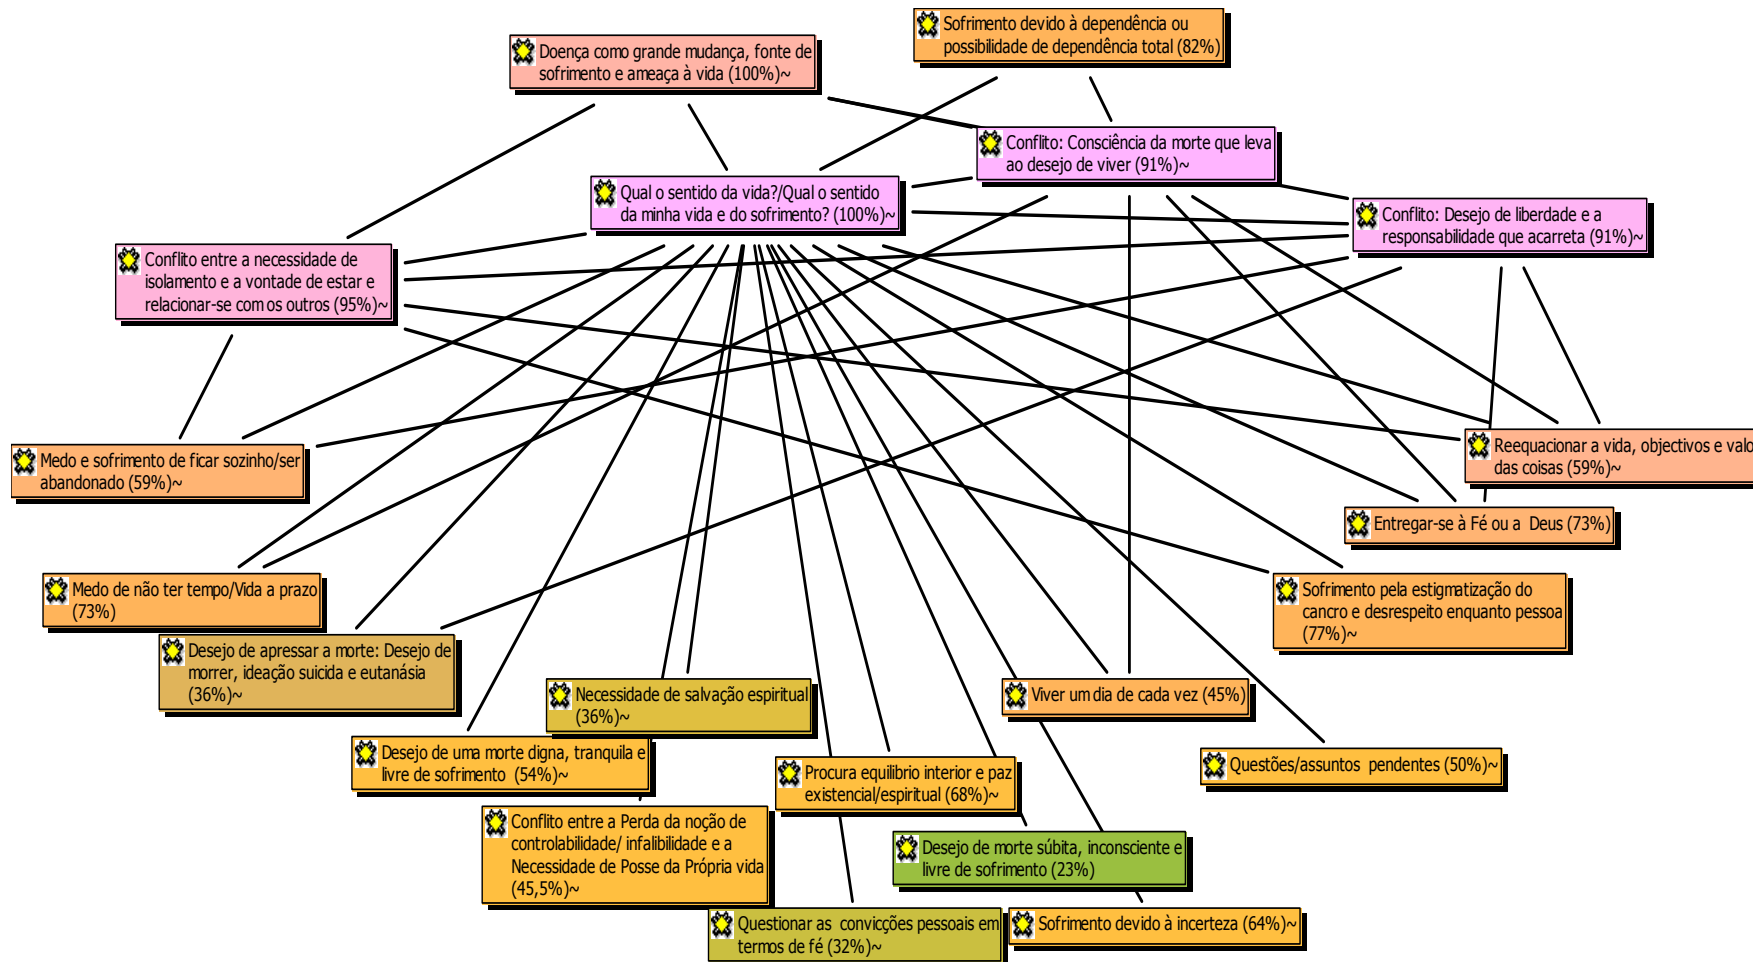 Sofrimento devido à dependência ou
possibilidade de dependência total (82%)
Doença como grande mudança, fonte de
sofrimento e ameaça à vida (100%)~
Conflito: Consciência da morte que leva
ao desejo de viver (91%)~
Qual o sentido da vida?/Qual o sentido
da minha vida e do sofrimento? (100%)~
Conflito: Desejo de liberdade e a
responsabilidade que acarreta (91%)~
Conflito entre a necessidade de
isolamento e a vontade de estar e
relacionar-se com os outros (95%)~
Medo e sofrimento de ficar sozinho/ser
abandonado (59%)~
Reequacionar a vida, objectivos e valo
das coisas (59%)~
Entregar-se à Fé ou a Deus (73%)
Medo de não ter tempo/Vida a prazo
(73%)
Sofrimento pela estigmatização do
cancro e desrespeito enquanto pessoa
(77%)~
Desejo de apressar a morte: Desejo de
morrer, ideação suicida e eutanásia
(36%)~
Necessidade de salvação espiritual
(36%)~
Viver um dia de cada vez (45%)
Desejo de uma morte digna, tranquila e
livre de sofrimento (54%)~
Procura equilibrio interior e paz
existencial/espiritual (68%)~
Questões/assuntos pendentes (50%)~
Conflito entre a Perda da noção de
controlabilidade/ infalibilidade e a
Necessidade de Posse da Própria vida
(45,5%)~
Desejo de morte súbita, inconsciente e
livre de sofrimento (23%)
Questionar as convicções pessoais em
termos de fé (32%)~
Sofrimento devido à incerteza (64%)~